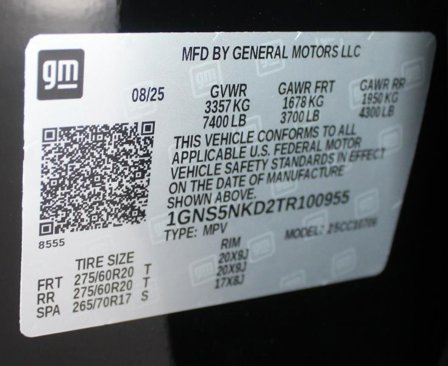 gm
MFD BY GENERAL MOTORS LLC
08/25 GVWR GAWR FRT GAWR RR
3357 KG 1678 KG 1950 KG
7400 LB 3700 LB 4300 LB
THIS VEHICLE CONFORMS TO ALL
APPLICABLE U.S. FEDERAL MOTOR
VEHICLE SAFETY STANDARDS IN EFFECT
ON THE DATE OF MANUFACTURE
SHOWN ABOVE.
1GNS5NKD2TR100955
8555 TYPE: MPV MODEL:
TIRE SIZE RIM
FRT 275/60R20 T 20X9J
RR 275/60R20 T 20X9J
SPA 265/70R17 S 17X8J